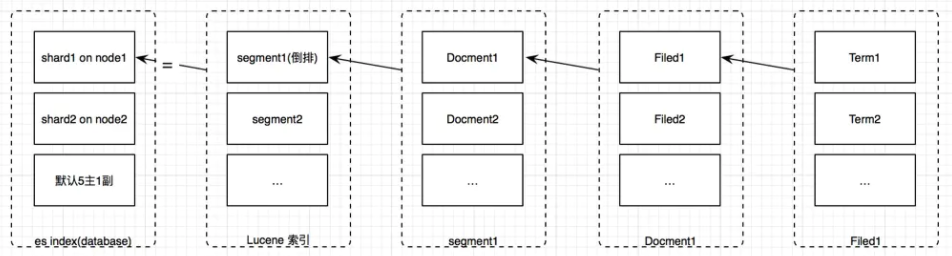 shard1 on node1
shard2 on node2
默认5主1副
es index(database)
=
segment1(倒排)
segment2
...
Lucene 索引
Docment1
Docment2
...
segment1
Filed1
Filed2
...
Docment1
Term1
Term2
...
Filed1